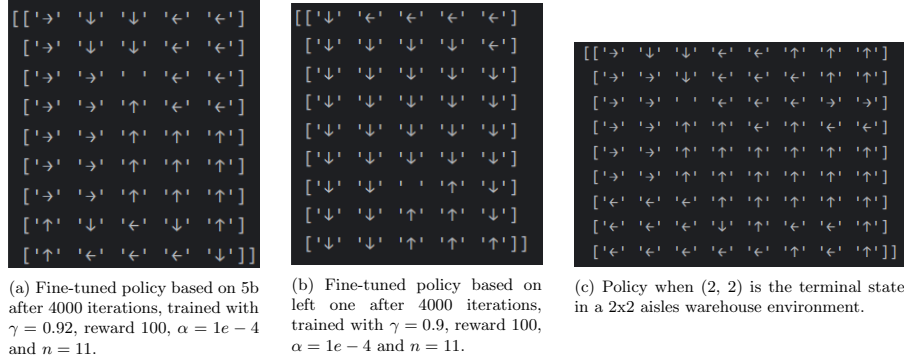 [['→' '↓' '↓' '←' '←']
['→' '↓' '↓' '←' '←']
['→' '→' ' ' '←' '←']
['→' '→' '↑' '←' '←']
['→' '→' '↑' '↑' '↑']
['→' '→' '↑' '↑' '↑']
['→' '→' '↑' '↑' '↑']
['↑' '↓' '←' '↓' '↑']
['↑' '←' '←' '←' '↓']]
(a) Fine-tuned policy based on 5b
after 4000 iterations, trained with
γ = 0.92, reward 100, α = 1e − 4
and n = 11.
[['↓' '←' '←' '←' '←']
['↓' '↓' '↓' '↓' '←']
['↓' '↓' '↓' '↓' '↓']
['↓' '↓' '↓' '↓' '↓']
['↓' '↓' '↓' '↓' '↓']
['↓' '↓' '↓' '↓' '↓']
['↓' '↓' ' ' '↑' '↓']
['↓' '↓' '↑' '↑' '↓']
['↓' '↓' '↑' '↑' '↑']]
(b) Fine-tuned policy based on
left one after 4000 iterations,
trained with γ = 0.9, reward 100,
α = 1e − 4 and n = 11.
[['→' '↓' '↓' '←' '←' '↑' '↑' '↑']
['→' '→' '↓' '←' '←' '←' '↑' '↑']
['→' '→' ' ' '←' '←' '←' '→' '→']
['→' '→' '↑' '↑' '←' '↑' '←' '←']
['→' '→' '↑' '↑' '↑' '↑' '↑' '↑']
['→' '→' '↑' '↑' '↑' '↑' '↑' '↑']
['←' '←' '←' '↑' '↑' '↑' '↑' '↑']
['←' '←' '←' '↓' '↑' '↑' '←' '↑']
['←' '←' '←' '←' '←' '↑' '←' '↑']]
(c) Policy when (2, 2) is the terminal state
in a 2x2 aisles warehouse environment.